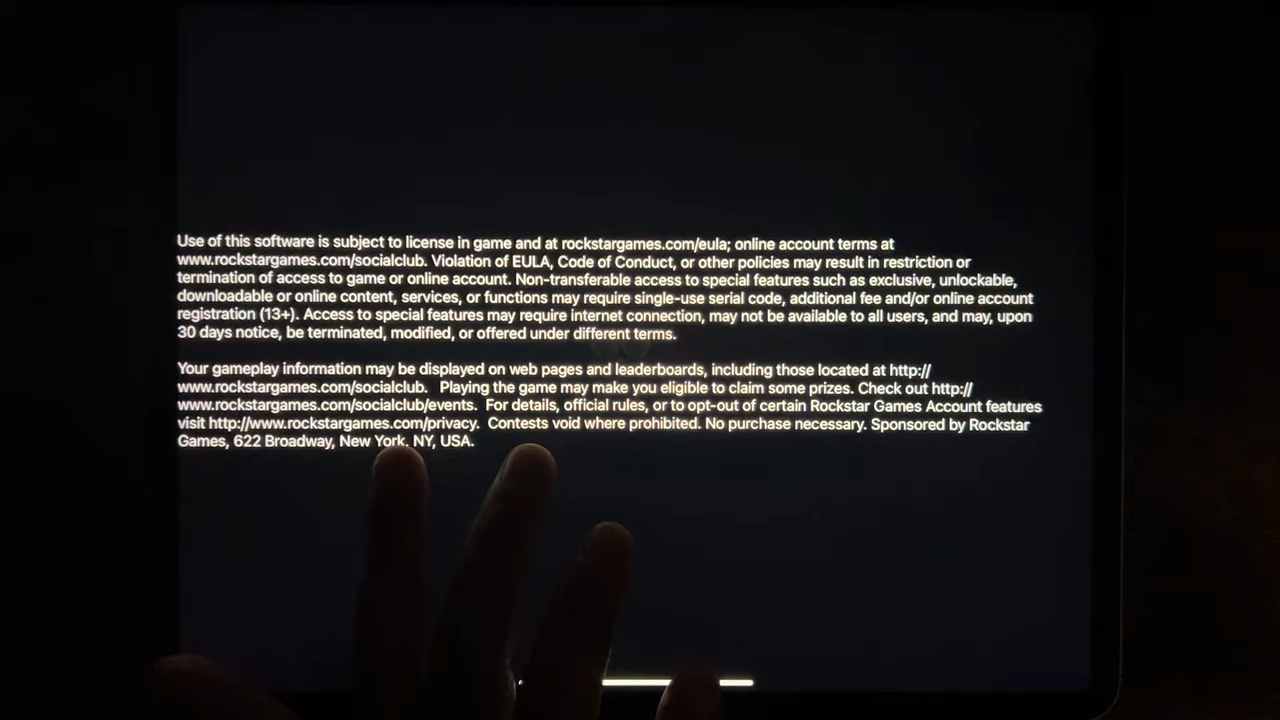 Use of this software is subject to license in game and at rockstargames.com/eula; online account terms at
www.rockstargames.com/socialclub. Violation of EULA, Code of Conduct, or other policies may result in restriction or
termination of access to game or online account. Non-transferable access to special features such as exclusive, unlockable,
downloadable or online content, services, or functions may require single-use serial code, additional fee and/or online account
registration (13+). Access to special features may require internet connection, may not be available to all users, and may, upon
30 days notice, be terminated, modified, or offered under different terms.
Your gameplay information may be displayed on web pages and leaderboards, including those located at http://
www.rockstargames.com/socialclub. Playing the game may make you eligible to claim some prizes. Check out http://
www.rockstargames.com/socialclub/events. For details, official rules, or to opt-out of certain Rockstar Games Account features
visit http://www.rockstargames.com/privacy. Contests void where prohibited. No purchase necessary. Sponsored by Rockstar
Games, 622 Broadway, New York, NY, USA.